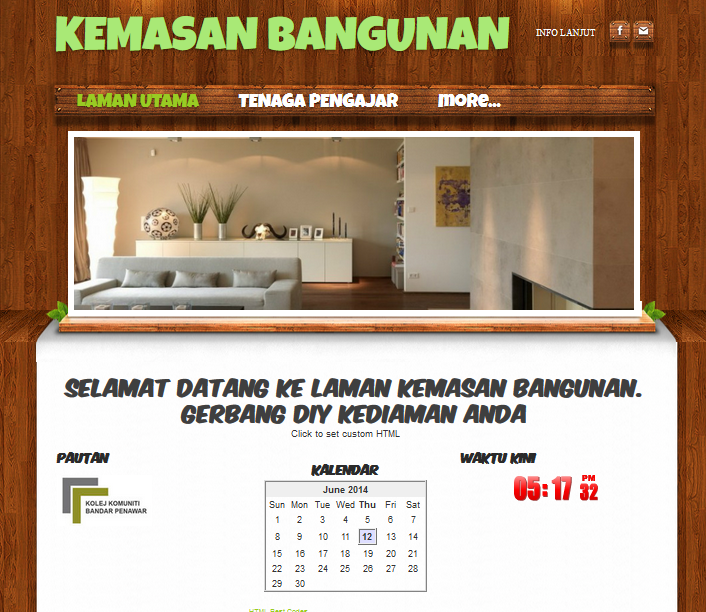 KEMASAN BANGUNAN
INFO LANJUT
LAMAN UTAMA TENAGA PENGAJAR more...
SELAMAT DATANG KE LAMAN KEMASAN BANGUNAN.
GERBANG DIY KEDIAMAN ANDA
Click to set custom HTML
PAUTAN
KOLEJ KOMUNITI
BANDAR PENAWAR
KALENDAR
June 2014
Sun Mon Tue Wed Thu Fri Sat
1 2 3 4 5 6 7
8 9 10 11 12 13 14
15 16 17 18 19 20 21
22 23 24 25 26 27 28
29 30
HTML Best Codes
WAKTU KINI
05:17 PM 32